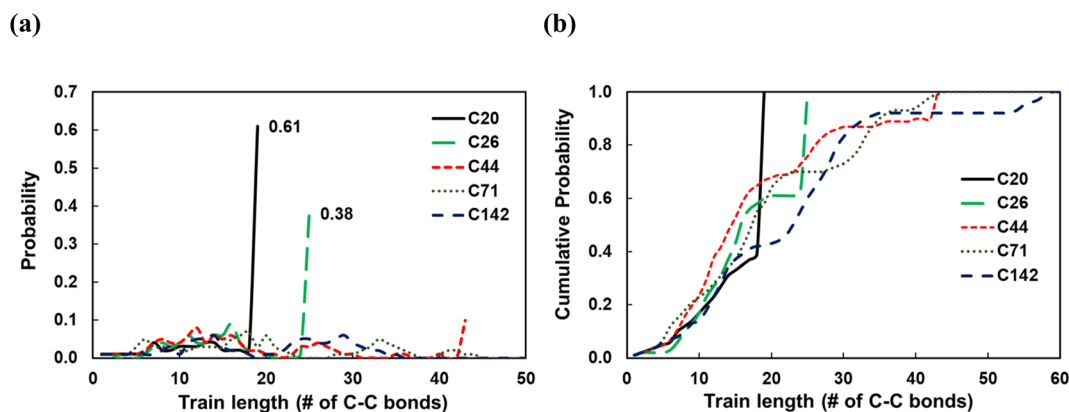 (a)
(b)
0.7
0.6
0.5
0.4
0.3
0.2
0.1
0.0
Probability
0.61
0.38
C20
C26
C44
C71
C142
0 10 20 30 40 50
Train length (# of C-C bonds)
1.0
0.8
0.6
0.4
0.2
0.0
Cumulative Probability
C20
C26
C44
C71
C142
0 10 20 30 40 50 60
Train length (# of C-C bonds)